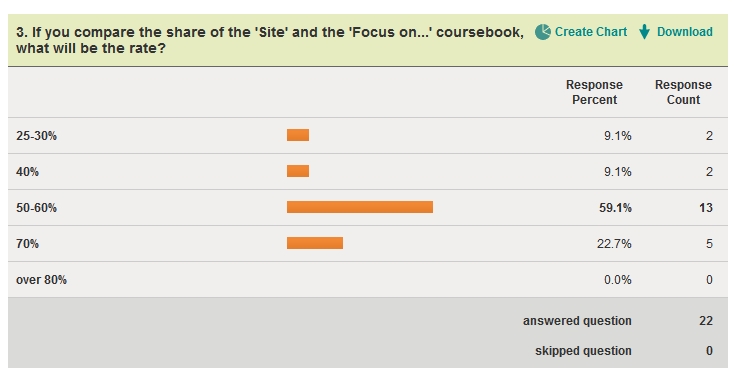 3. If you compare the share of the 'Site' and the 'Focus on...' coursebook,
what will be the rate?
Create Chart
Download
Response Percent
Response Count
25-30% 9.1% 2
40% 9.1% 2
50-60% 59.1% 13
70% 22.7% 5
over 80% 0.0% 0
answered question 22
skipped question 0